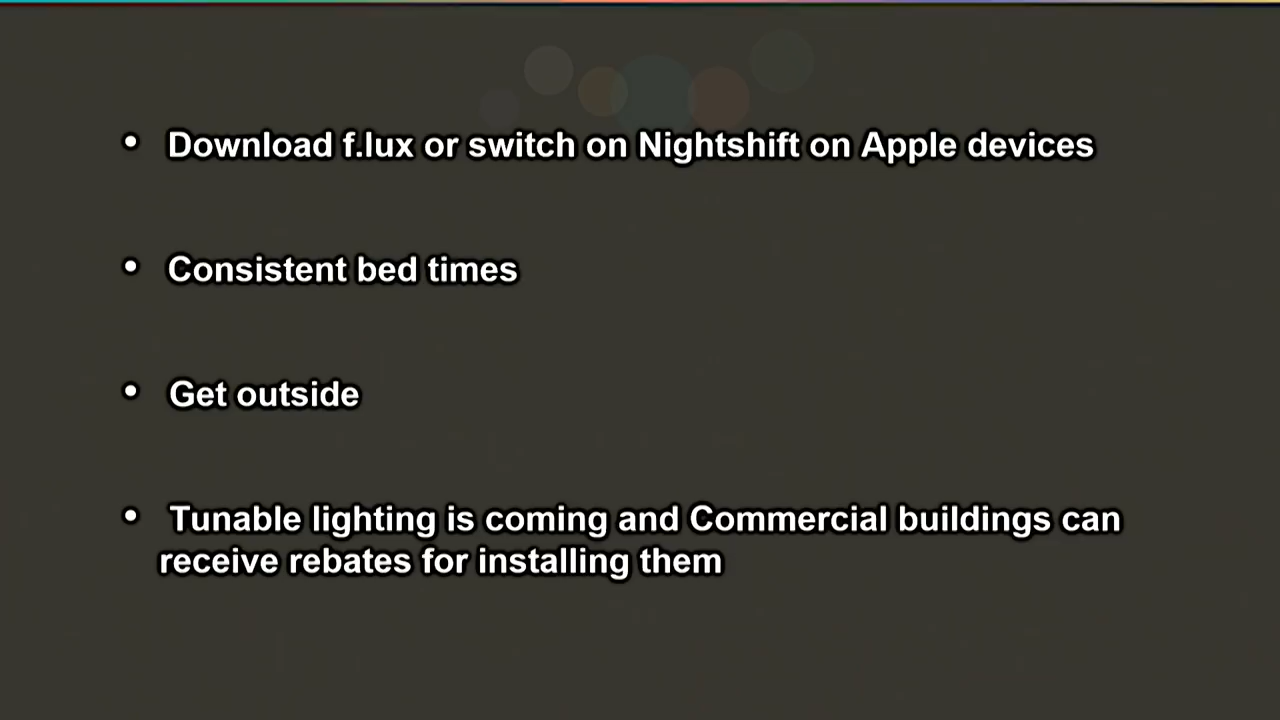 • Download f.lux or switch on Nightshift on Apple devices
• Consistent bed times
• Get outside
• Tunable lighting is coming and Commercial buildings can
receive rebates for installing them